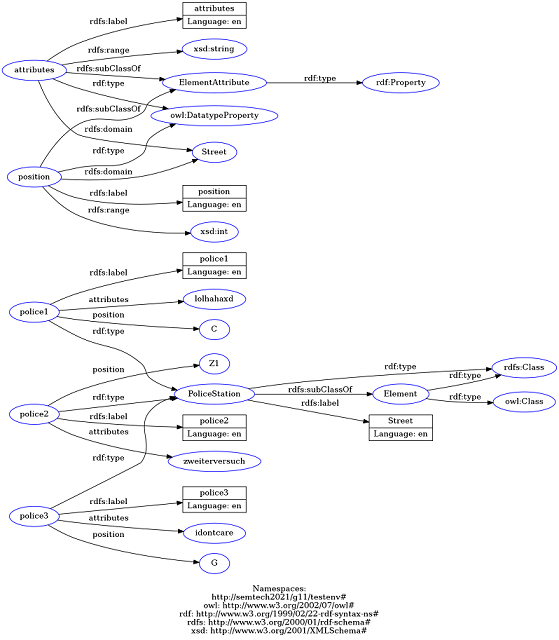 attributes
rdfs:label
Language: en
rdfs:range
xsd:string
rdfs:subClassOf
attributes
ElementAttribute
rdf:type
rdf:Property
rdf:type
rdfs:subClassOf
owl:DatatypeProperty
rdfs:domain
rdf:type
Street
rdfs:domain
position
rdfs:label
position
Language: en
rdfs:range
xsd:int
police1
rdfs:label
Language: en
attributes
lolhahaxd
police1
position
C
rdf:type
position
Z1
rdf:type
rdfs:Class
rdf:type
rdf:type
PoliceStation
rdfs:subClassOf
Element
rdf:type
owl:Class
rdfs:label
police2
rdfs:label
police2
Language: en
Street
Language: en
attributes
zweiterversuch
rdf:type
police3
rdfs:label
Language: en
police3
attributes
idontcare
position
G
Namespaces:
http://semtech2021/g11/testenv#
owl: http://www.w3.org/2002/07/owl#
rdf: http://www.w3.org/1999/02/22-rdf-syntax-ns#
rdfs: http://www.w3.org/2000/01/rdf-schema#
xsd: http://www.w3.org/2001/XMLSchema#